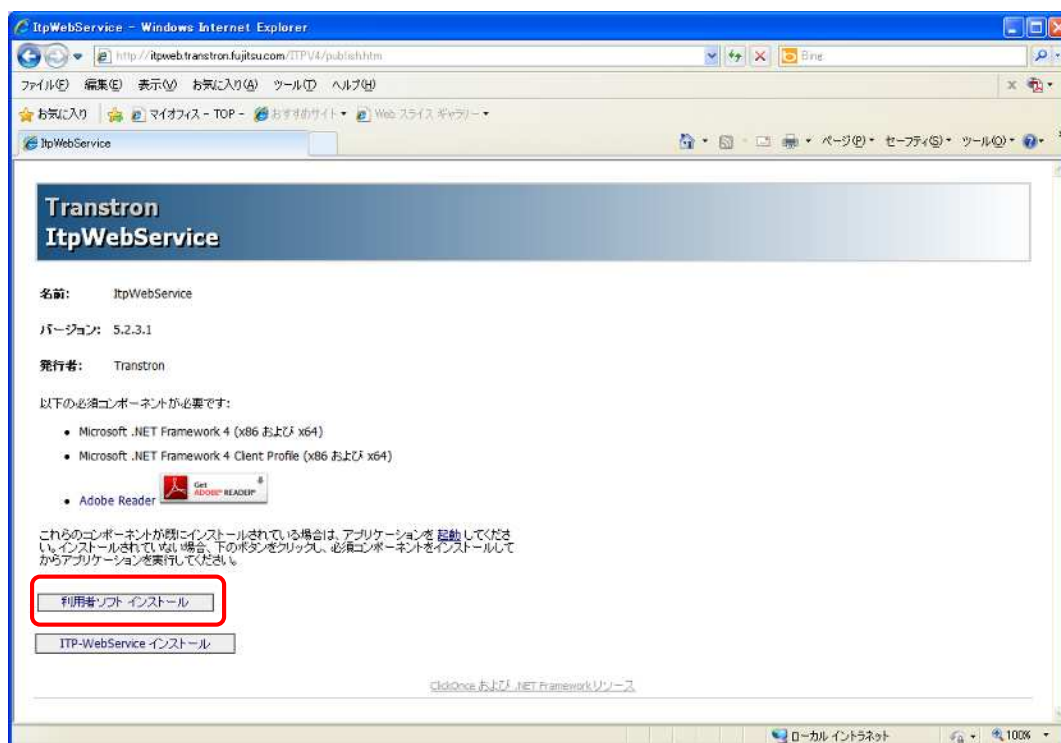 ItpWebService - Windows Internet Explorer
http://itpweb.transtron.fujitsu.com/ITPV4/publish.htm
Bing
ファイル(F) 編集(E) 表示(V) お気に入り(A) ツール(T) ヘルプ(H)
お気に入り マイオフィス - TOP - おすすめサイト Web スライス ギャラリー
ItpWebService
ページ(P) セーフティ(S) ツール(O)
Transtron
ItpWebService
名前: ItpWebService
バージョン: 5.2.3.1
発行者: Transtron
以下の必須コンポーネントが必要です:
• Microsoft .NET Framework 4 (x86 および x64)
• Microsoft .NET Framework 4 Client Profile (x86 および x64)
• Adobe Reader
Get
ADOBE® READER®
これらのコンポーネントが既にインストールされている場合は、アプリケーションを 起動 してくださ
い。インストールされていない場合、下のボタンをクリックし、必須コンポーネントをインストールして
からアプリケーションを実行してください。
利用者ソフト インストール
ITP-WebService インストール
ClickOnce および .NET Framework リソース
ローカル イントラネット 100%